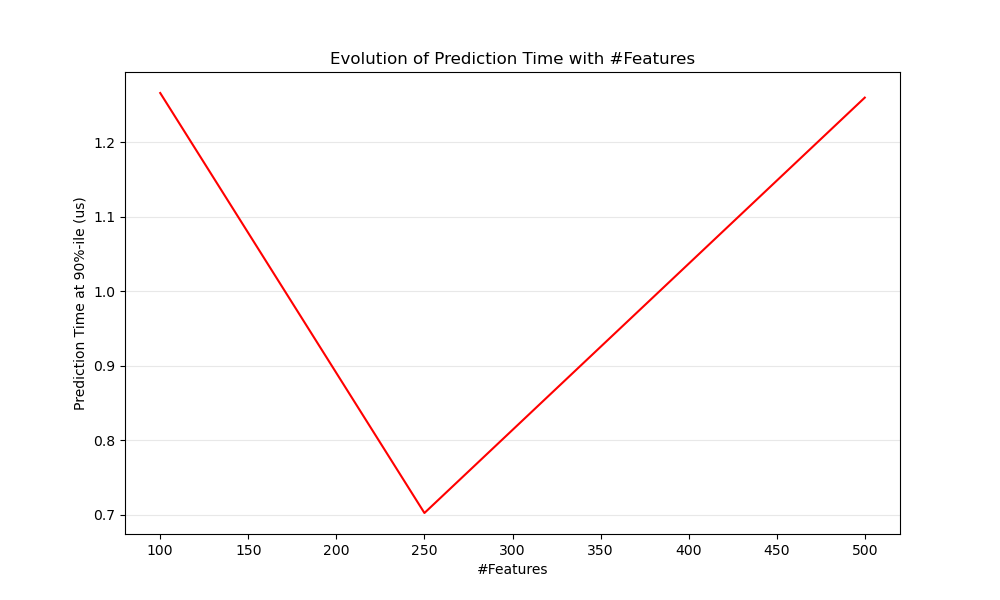 Evolution of Prediction Time with #Features
Prediction Time at 90%-ile (us)
1.2
1.1
1.0
0.9
0.8
0.7
100 150 200 250 300 350 400 450 500
#Features